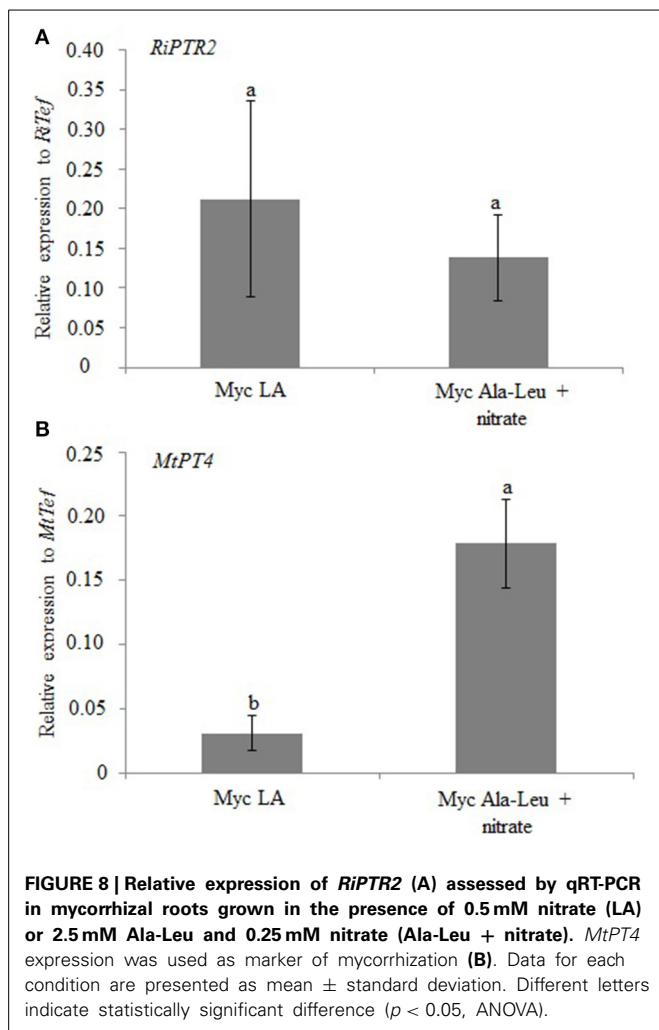 A
RiPTR2
0.40
0.35
0.30
0.25
0.20
0.15
0.10
0.05
0
Relative expression to RiTef
a
a
Myc LA
Myc Ala-Leu +
nitrate
B
MtPT4
0.25
0.20
0.15
0.10
0.05
0
Relative expression to MtTef
b
a
Myc LA
Myc Ala-Leu +
nitrate
FIGURE 8 | Relative expression of RiPTR2 (A) assessed by qRT-PCR
in mycorrhizal roots grown in the presence of 0.5 mM nitrate (LA)
or 2.5 mM Ala-Leu and 0.25 mM nitrate (Ala-Leu + nitrate). MtPT4
expression was used as marker of mycorrhization (B). Data for each
condition are presented as mean ± standard deviation. Different letters
indicate statistically significant difference (p < 0.05, ANOVA).